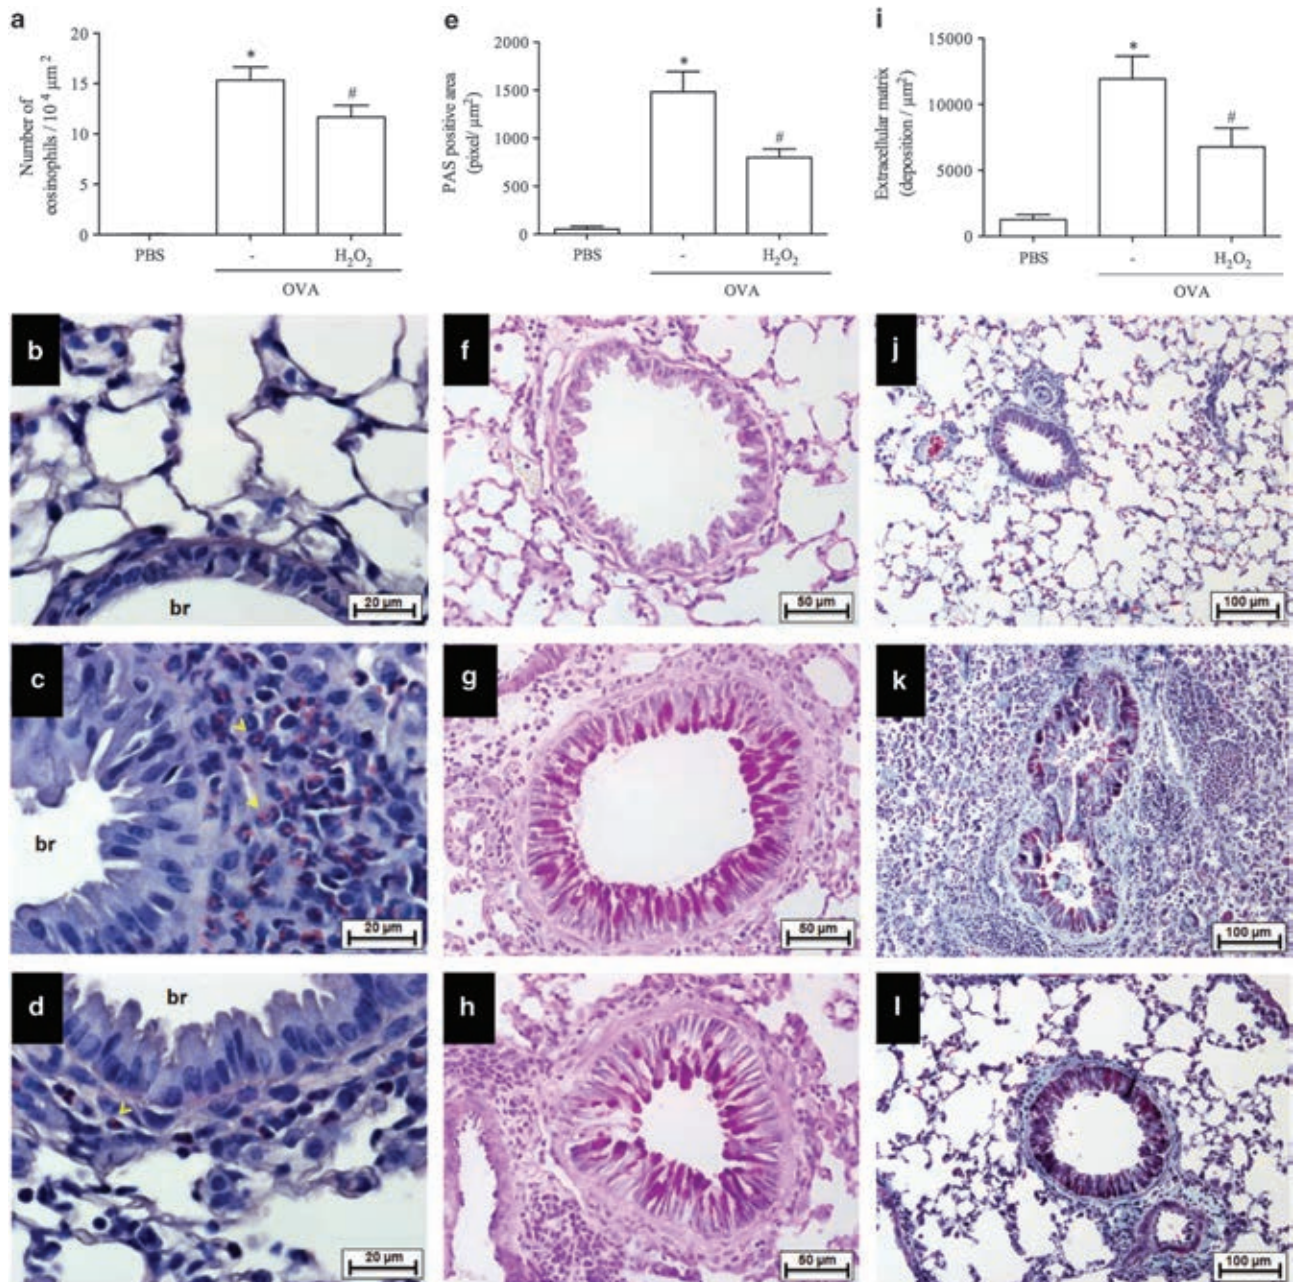 a
Number of
eosinophils / 10⁻⁴ µm²
20
15
10
5
0
*
#
PBS
-
H₂O₂
OVA
e
PAS positive area
(pixel/ µm²)
2000
1500
1000
500
0
*
#
PBS
-
H₂O₂
OVA
i
Extracellular matrix
(deposition / µm²)
15000
10000
5000
0
*
#
PBS
-
H₂O₂
OVA
b
br
20 µm
f
50 µm
j
100 µm
c
br
20 µm
g
50 µm
k
100 µm
d
br
20 µm
h
50 µm
l
100 µm